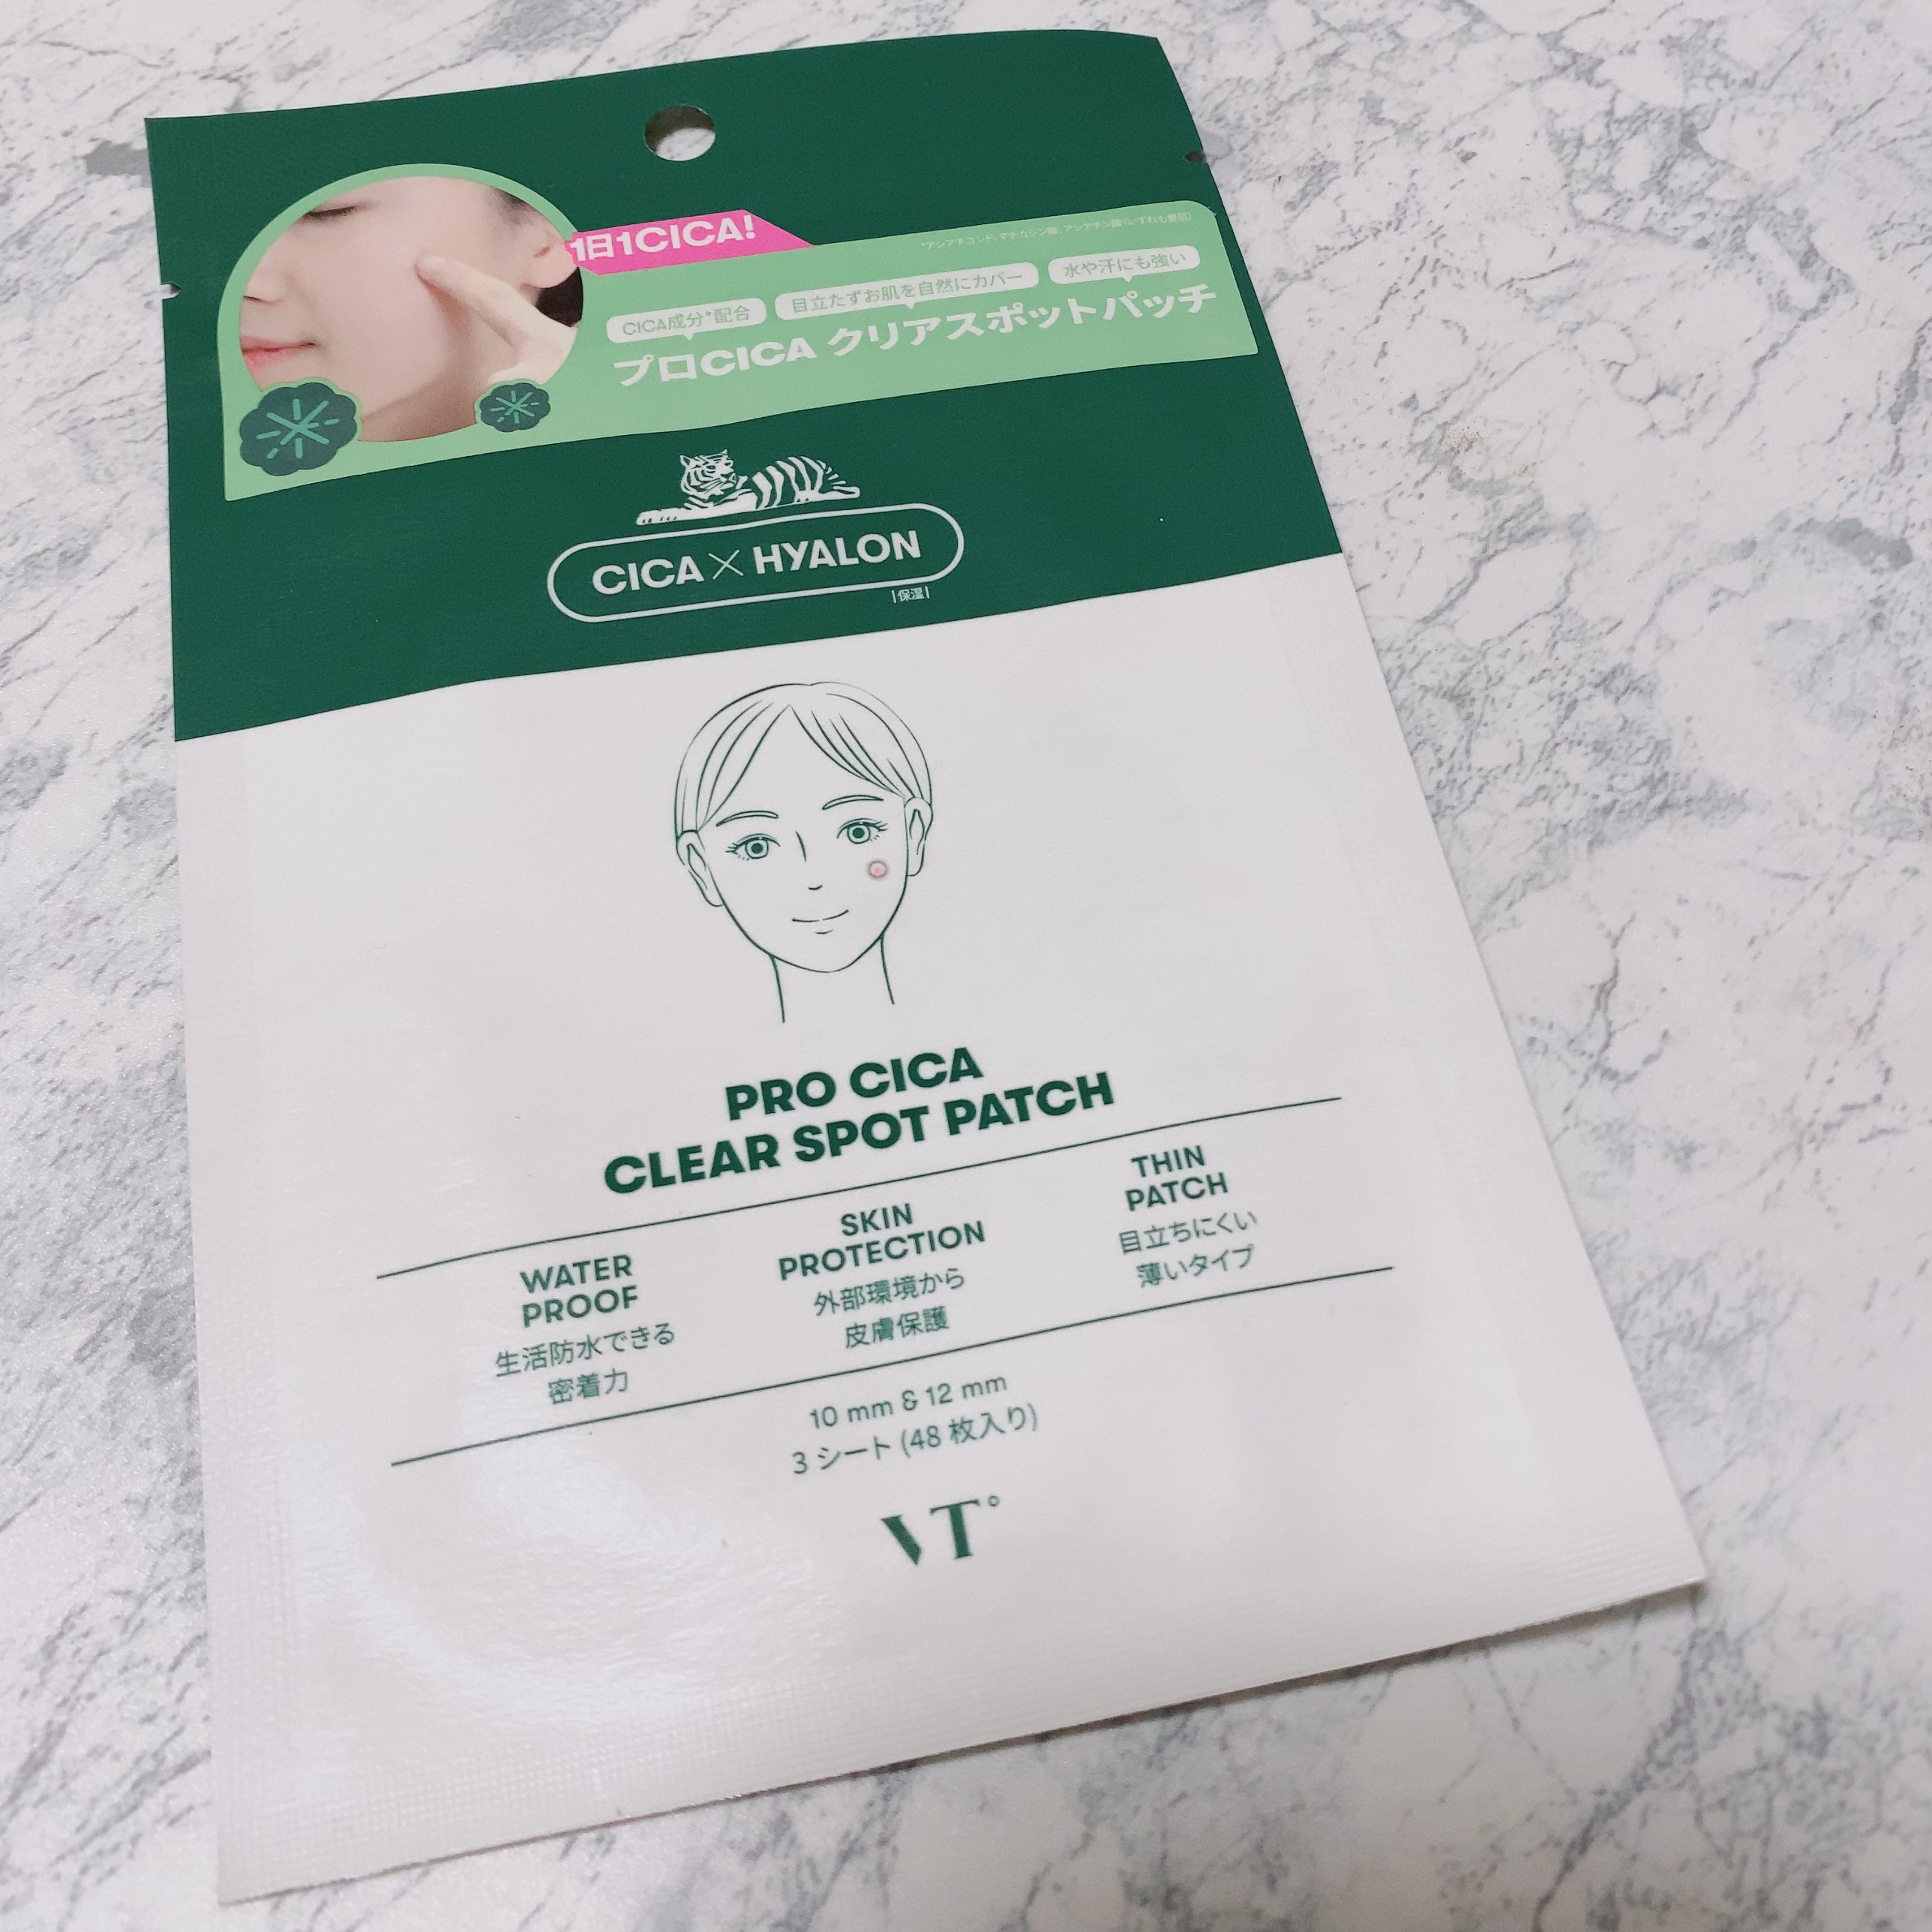 1日1CICA!
*アシアチコシド、マデカシン酸、アシアチン酸(いずれも整肌)
CICA成分*配合
目立たずお肌を自然にカバー
水や汗にも強い
プロCICA クリアスポットパッチ
CICA×HYALON
|保湿|
PRO CICA
CLEAR SPOT PATCH
WATER
PROOF
生活防水できる
密着力
SKIN
PROTECTION
外部環境から
皮膚保護
THIN
PATCH
目立ちにくい
薄いタイプ
10 mm & 12 mm
3 シート (48 枚入り)
VT°